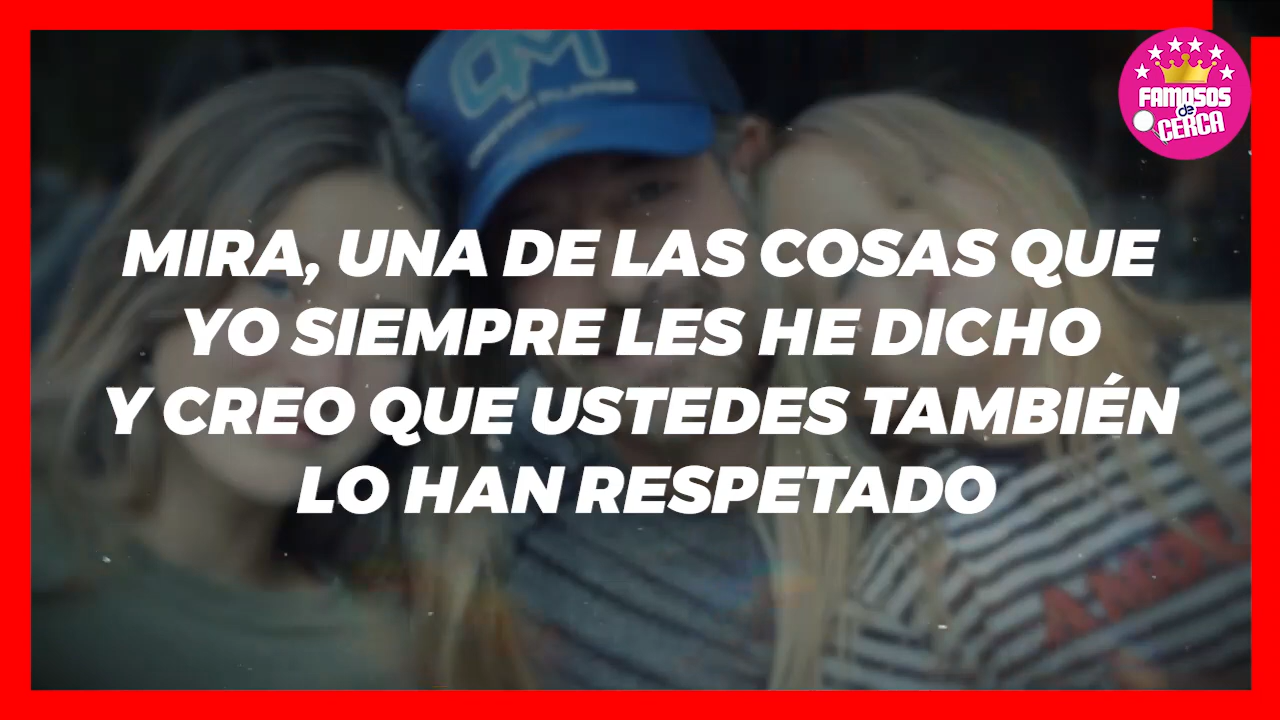 FAMOSOS
de
CERCA
MIRA, UNA DE LAS COSAS QUE
YO SIEMPRE LES HE DICHO
Y CREO QUE USTEDES TAMBIÉN
LO HAN RESPETADO